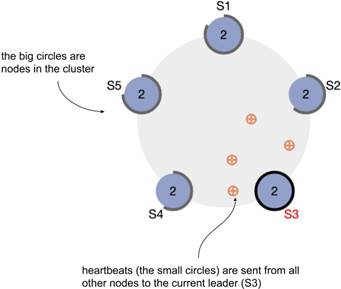 S1
2
the big circles are
nodes in the cluster
S5
2
S2
2
2
S4
2
S3
heartbeats (the small circles) are sent from all
other nodes to the current leader (S3)